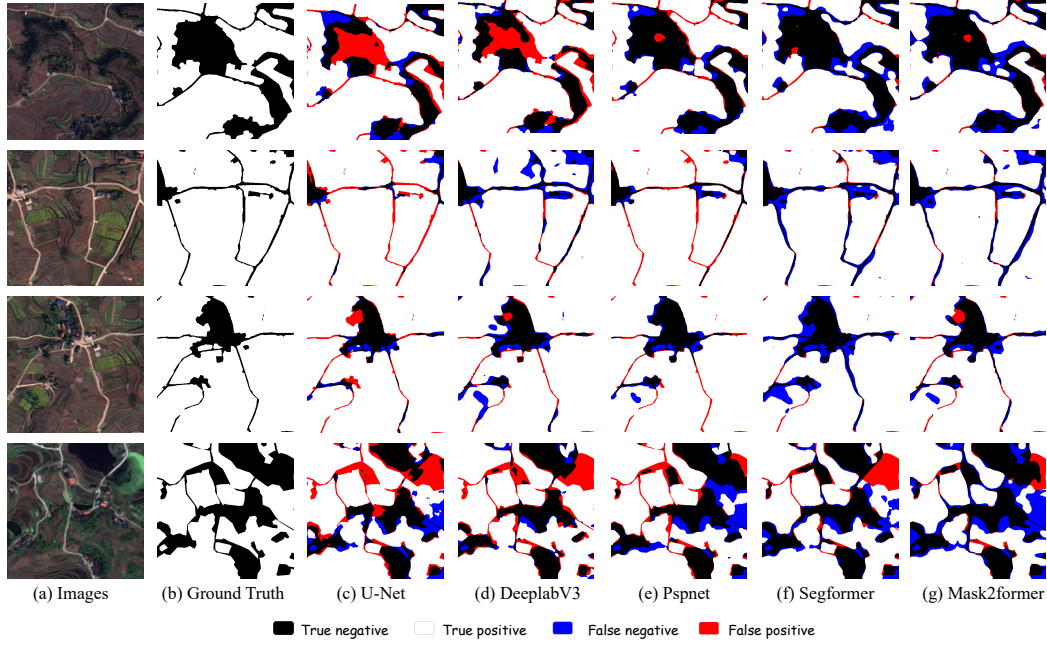 (a) Images (b) Ground Truth (c) U-Net (d) DeeplabV3 (e) Pspnet (f) Segformer (g) Mask2former
True negative True positive False negative False positive